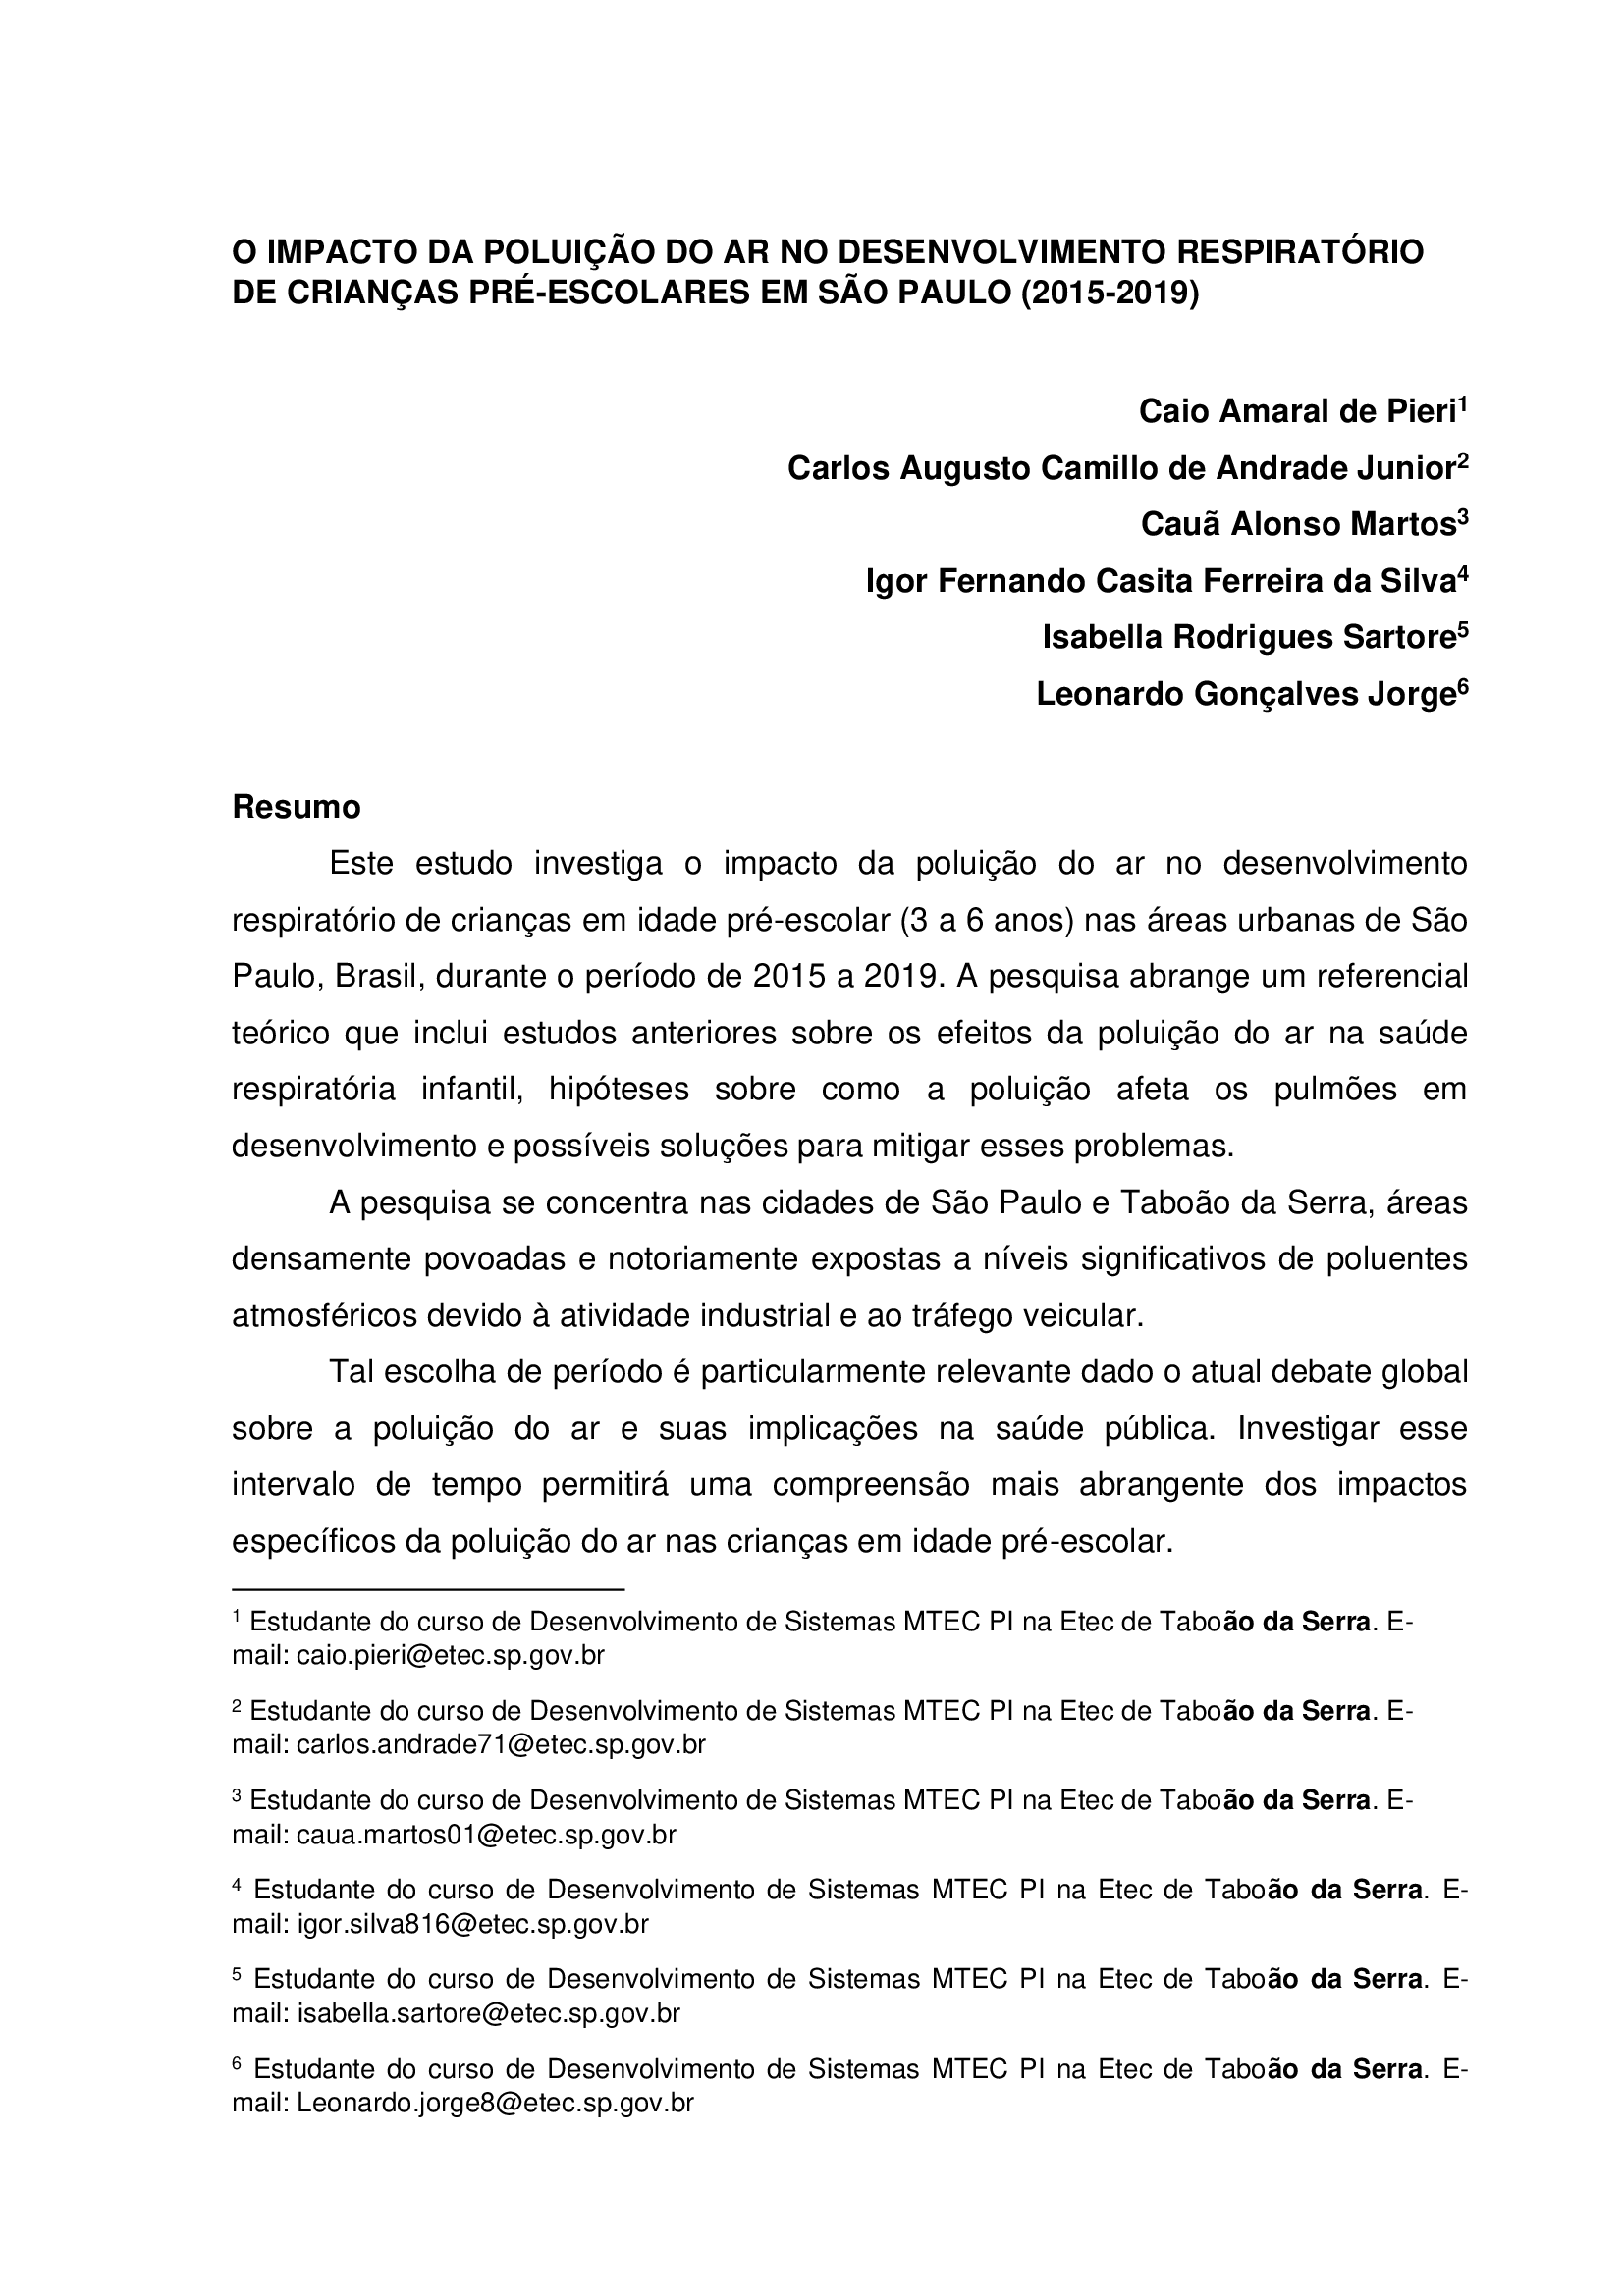 O IMPACTO DA POLUIÇÃO DO AR NO DESENVOLVIMENTO RESPIRATÓRIO
DE CRIANÇAS PRÉ-ESCOLARES EM SÃO PAULO (2015-2019)
Caio Amaral de Pieri¹
Carlos Augusto Camillo de Andrade Junior²
Cauã Alonso Martos³
Igor Fernando Casita Ferreira da Silva⁴
Isabella Rodrigues Sartore⁵
Leonardo Gonçalves Jorge⁶
Resumo
Este estudo investiga o impacto da poluição do ar no desenvolvimento
respiratório de crianças em idade pré-escolar (3 a 6 anos) nas áreas urbanas de São
Paulo, Brasil, durante o período de 2015 a 2019. A pesquisa abrange um referencial
teórico que inclui estudos anteriores sobre os efeitos da poluição do ar na saúde
respiratória infantil, hipóteses sobre como a poluição afeta os pulmões em
desenvolvimento e possíveis soluções para mitigar esses problemas.
A pesquisa se concentra nas cidades de São Paulo e Taboão da Serra, áreas
densamente povoadas e notoriamente expostas a níveis significativos de poluentes
atmosféricos devido à atividade industrial e ao tráfego veicular.
Tal escolha de período é particularmente relevante dado o atual debate global
sobre a poluição do ar e suas implicações na saúde pública. Investigar esse
intervalo de tempo permitirá uma compreensão mais abrangente dos impactos
específicos da poluição do ar nas crianças em idade pré-escolar.
¹ Estudante do curso de Desenvolvimento de Sistemas MTEC PI na Etec de Taboão da Serra. E-
mail: caio.pieri@etec.sp.gov.br
² Estudante do curso de Desenvolvimento de Sistemas MTEC PI na Etec de Taboão da Serra. E-
mail: carlos.andrade71@etec.sp.gov.br
³ Estudante do curso de Desenvolvimento de Sistemas MTEC PI na Etec de Taboão da Serra. E-
mail: caua.martos01@etec.sp.gov.br
⁴ Estudante do curso de Desenvolvimento de Sistemas MTEC PI na Etec de Taboão da Serra. E-
mail: igor.silva816@etec.sp.gov.br
⁵ Estudante do curso de Desenvolvimento de Sistemas MTEC PI na Etec de Taboão da Serra. E-
mail: isabella.sartore@etec.sp.gov.br
⁶ Estudante do curso de Desenvolvimento de Sistemas MTEC PI na Etec de Taboão da Serra. E-
mail: Leonardo.jorge8@etec.sp.gov.br